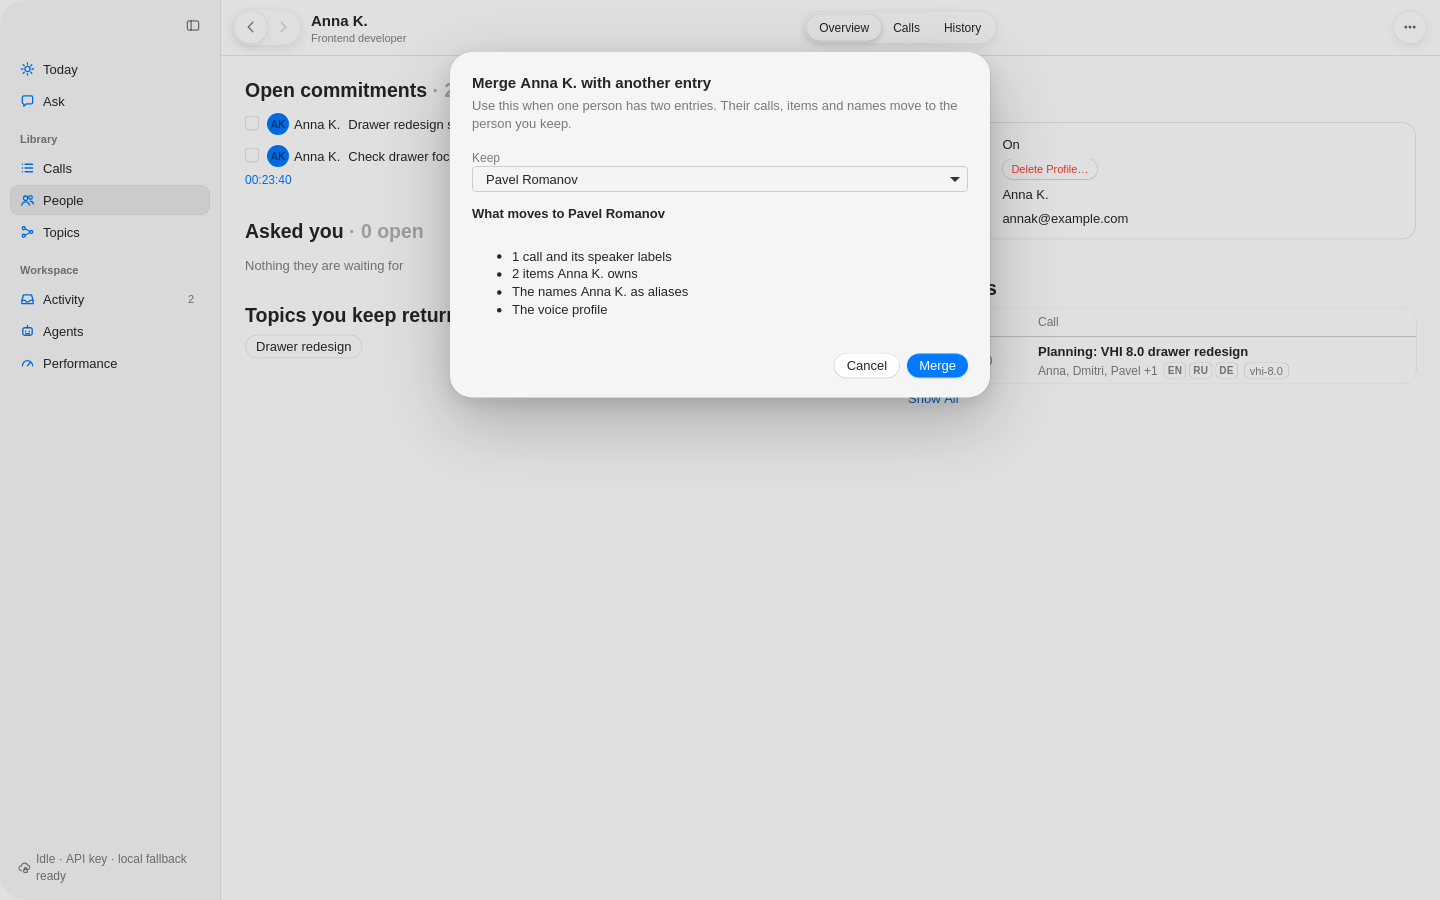 Anna K.
Frontend developer
Overview
Calls
History
Today
Ask
Library
Calls
People
Topics
Workspace
Activity
2
Agents
Performance
Idle · API key · local fallback
ready
Open commitments ·
AK
Anna K. Drawer redesign
AK
Anna K. Check drawer
00:23:40
Asked you · 0 open
Nothing they are waiting for
Topics you keep
Drawer redesign
Merge Anna K. with another entry
Use this when one person has two entries. Their calls, items and names move to the
person you keep.
Keep
Pavel Romanov
What moves to Pavel Romanov
• 1 call and its speaker labels
• 2 items Anna K. owns
• The names Anna K. as aliases
• The voice profile
Cancel
Merge
On
Delete Profile…
Anna K.
annak@example.com
Call
Planning: VHI 8.0 drawer redesign
Anna, Dmitri, Pavel +1 EN RU DE vhi-8.0
Show All